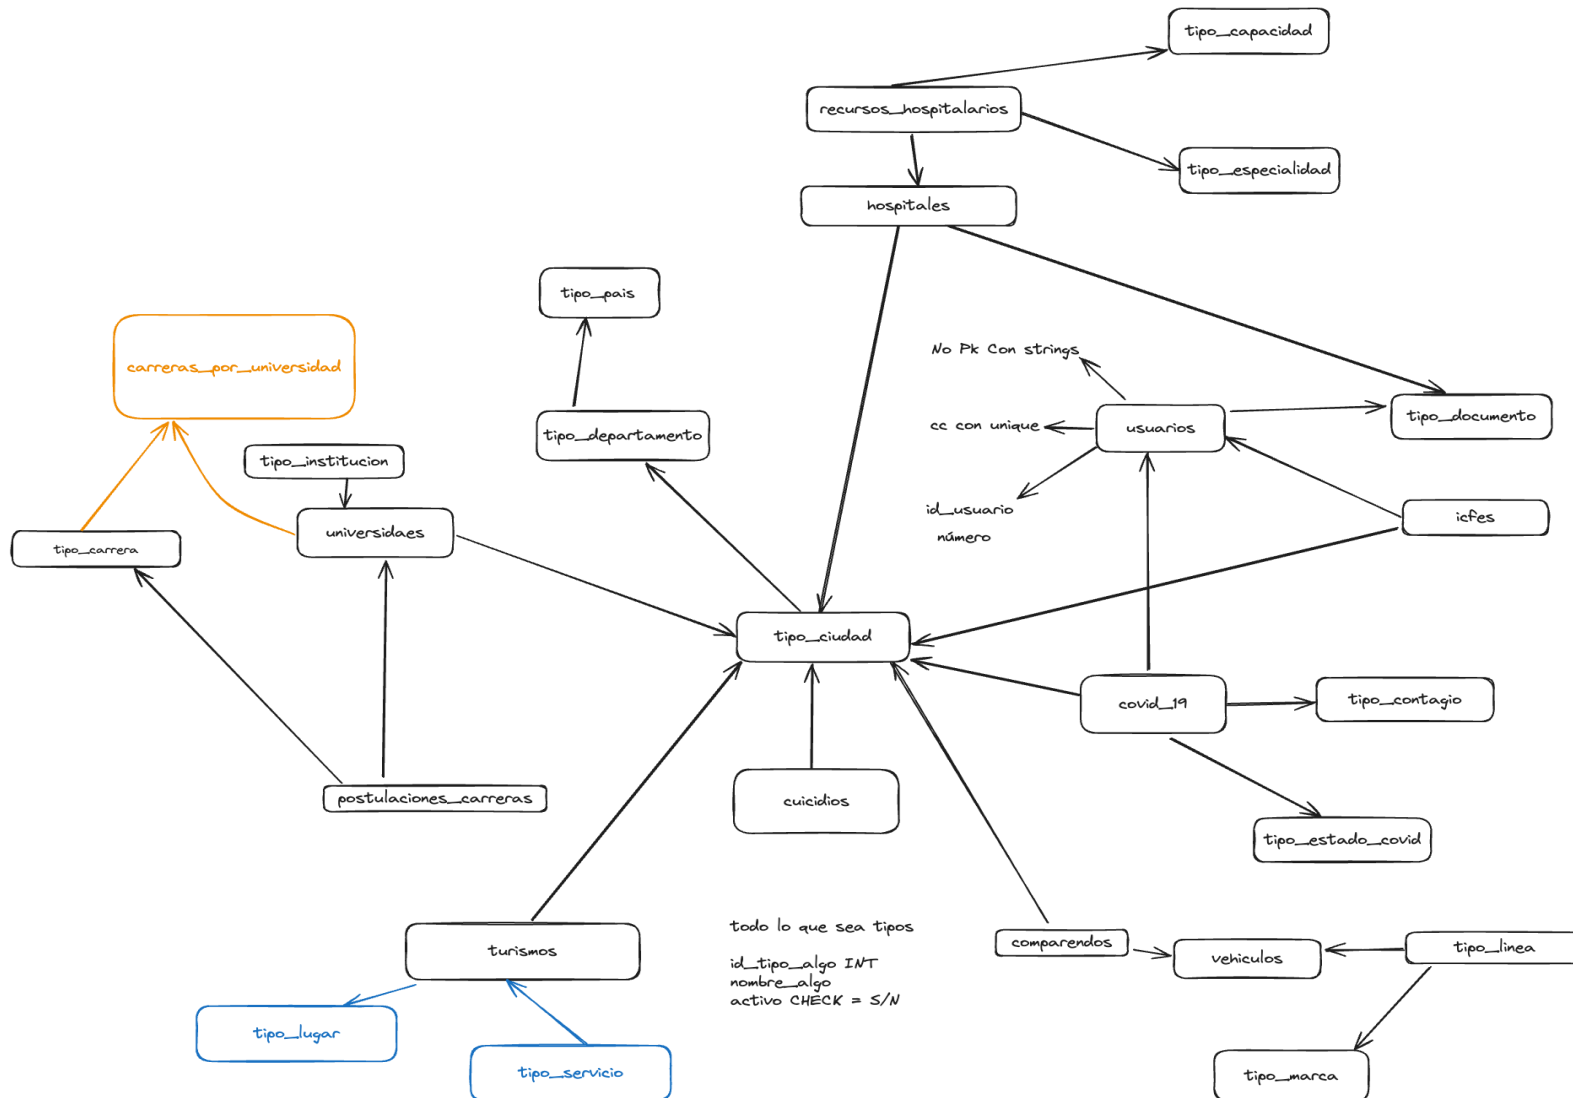 tipo_capacidad
recursos_hospitalarios
tipo_especialidad
hospitales
tipo_pais
No Pk Con strings
carreras_por_universidad
tipo_documento
cc con unique
usuarios
tipo_departamento
tipo_institucion
id_usuario
número
icfes
universidaes
tipo_carrera
tipo_ciudad
covid_19
tipo_contagio
postulaciones_carreras
cuicidios
tipo_estado_covid
todo lo que sea tipos
id_tipo_algo INT
nombre_algo
activo CHECK = S/N
turismos
comparendos
vehiculos
tipo_linea
tipo_lugar
tipo_servicio
tipo_marca